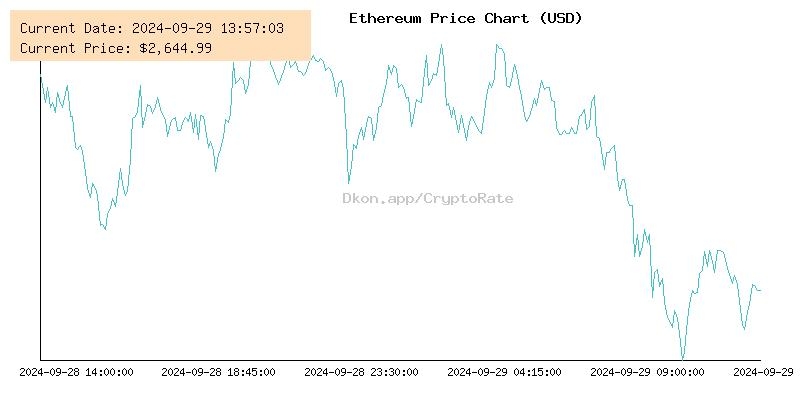 Ethereum Price Chart (USD)
Current Date: 2024-09-29 13:57:03
Current Price: $2,644.99
Dkon.app/CryptoRate
2024-09-28 14:00:00 2024-09-28 18:45:00 2024-09-28 23:30:00 2024-09-29 04:15:00 2024-09-29 09:00:00 2024-09-29